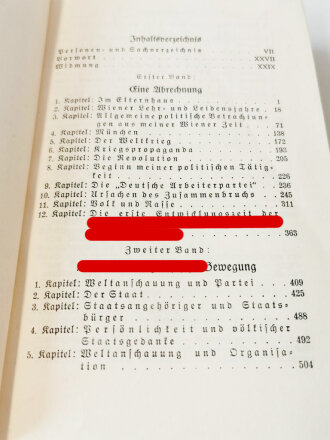 Inhaltsverzeichnis
Personen- und Sachverzeichnis . . . . . VII
Vorwort . . . . . . . . . XXVII
Widmung . . . . . . . . . XXIX
Erster Band:
Eine Abrechnung
1. Kapitel: Im Elternhaus . . . . . . 1
2. Kapitel: Wiener Lehr- und Leidensjahre . . 18
3. Kapitel: Allgemeine politische Betrachtungen aus meiner Wiener Zeit . . . . 71
4. Kapitel: München . . . . . . . 138
5. Kapitel: Der Weltkrieg . . . . . . 172
6. Kapitel: Kriegspropaganda . . . . . 193
7. Kapitel: Die Revolution . . . . . . 205
8. Kapitel: Beginn meiner politischen Tätigkeit . . . . . . . . . 226
9. Kapitel: Die „Deutsche Arbeiterpartei“ . . 236
10. Kapitel: Ursachen des Zusammenbruchs . . 245
11. Kapitel: Volk und Rasse . . . . . . 311
12. Kapitel: Die erste Entwicklungszeit der
363
Zweiter Band:
Bewegung
1. Kapitel: Weltanschauung und Partei . . . 409
2. Kapitel: Der Staat . . . . . . . 425
3. Kapitel: Staatsangehöriger und Staatsbürger . . . . . . . . . 488
4. Kapitel: Persönlichkeit und völkischer Staatsgedanke . . . . . . . 492
5. Kapitel: Weltanschauung und Organisation . . . . . . . . . . 504